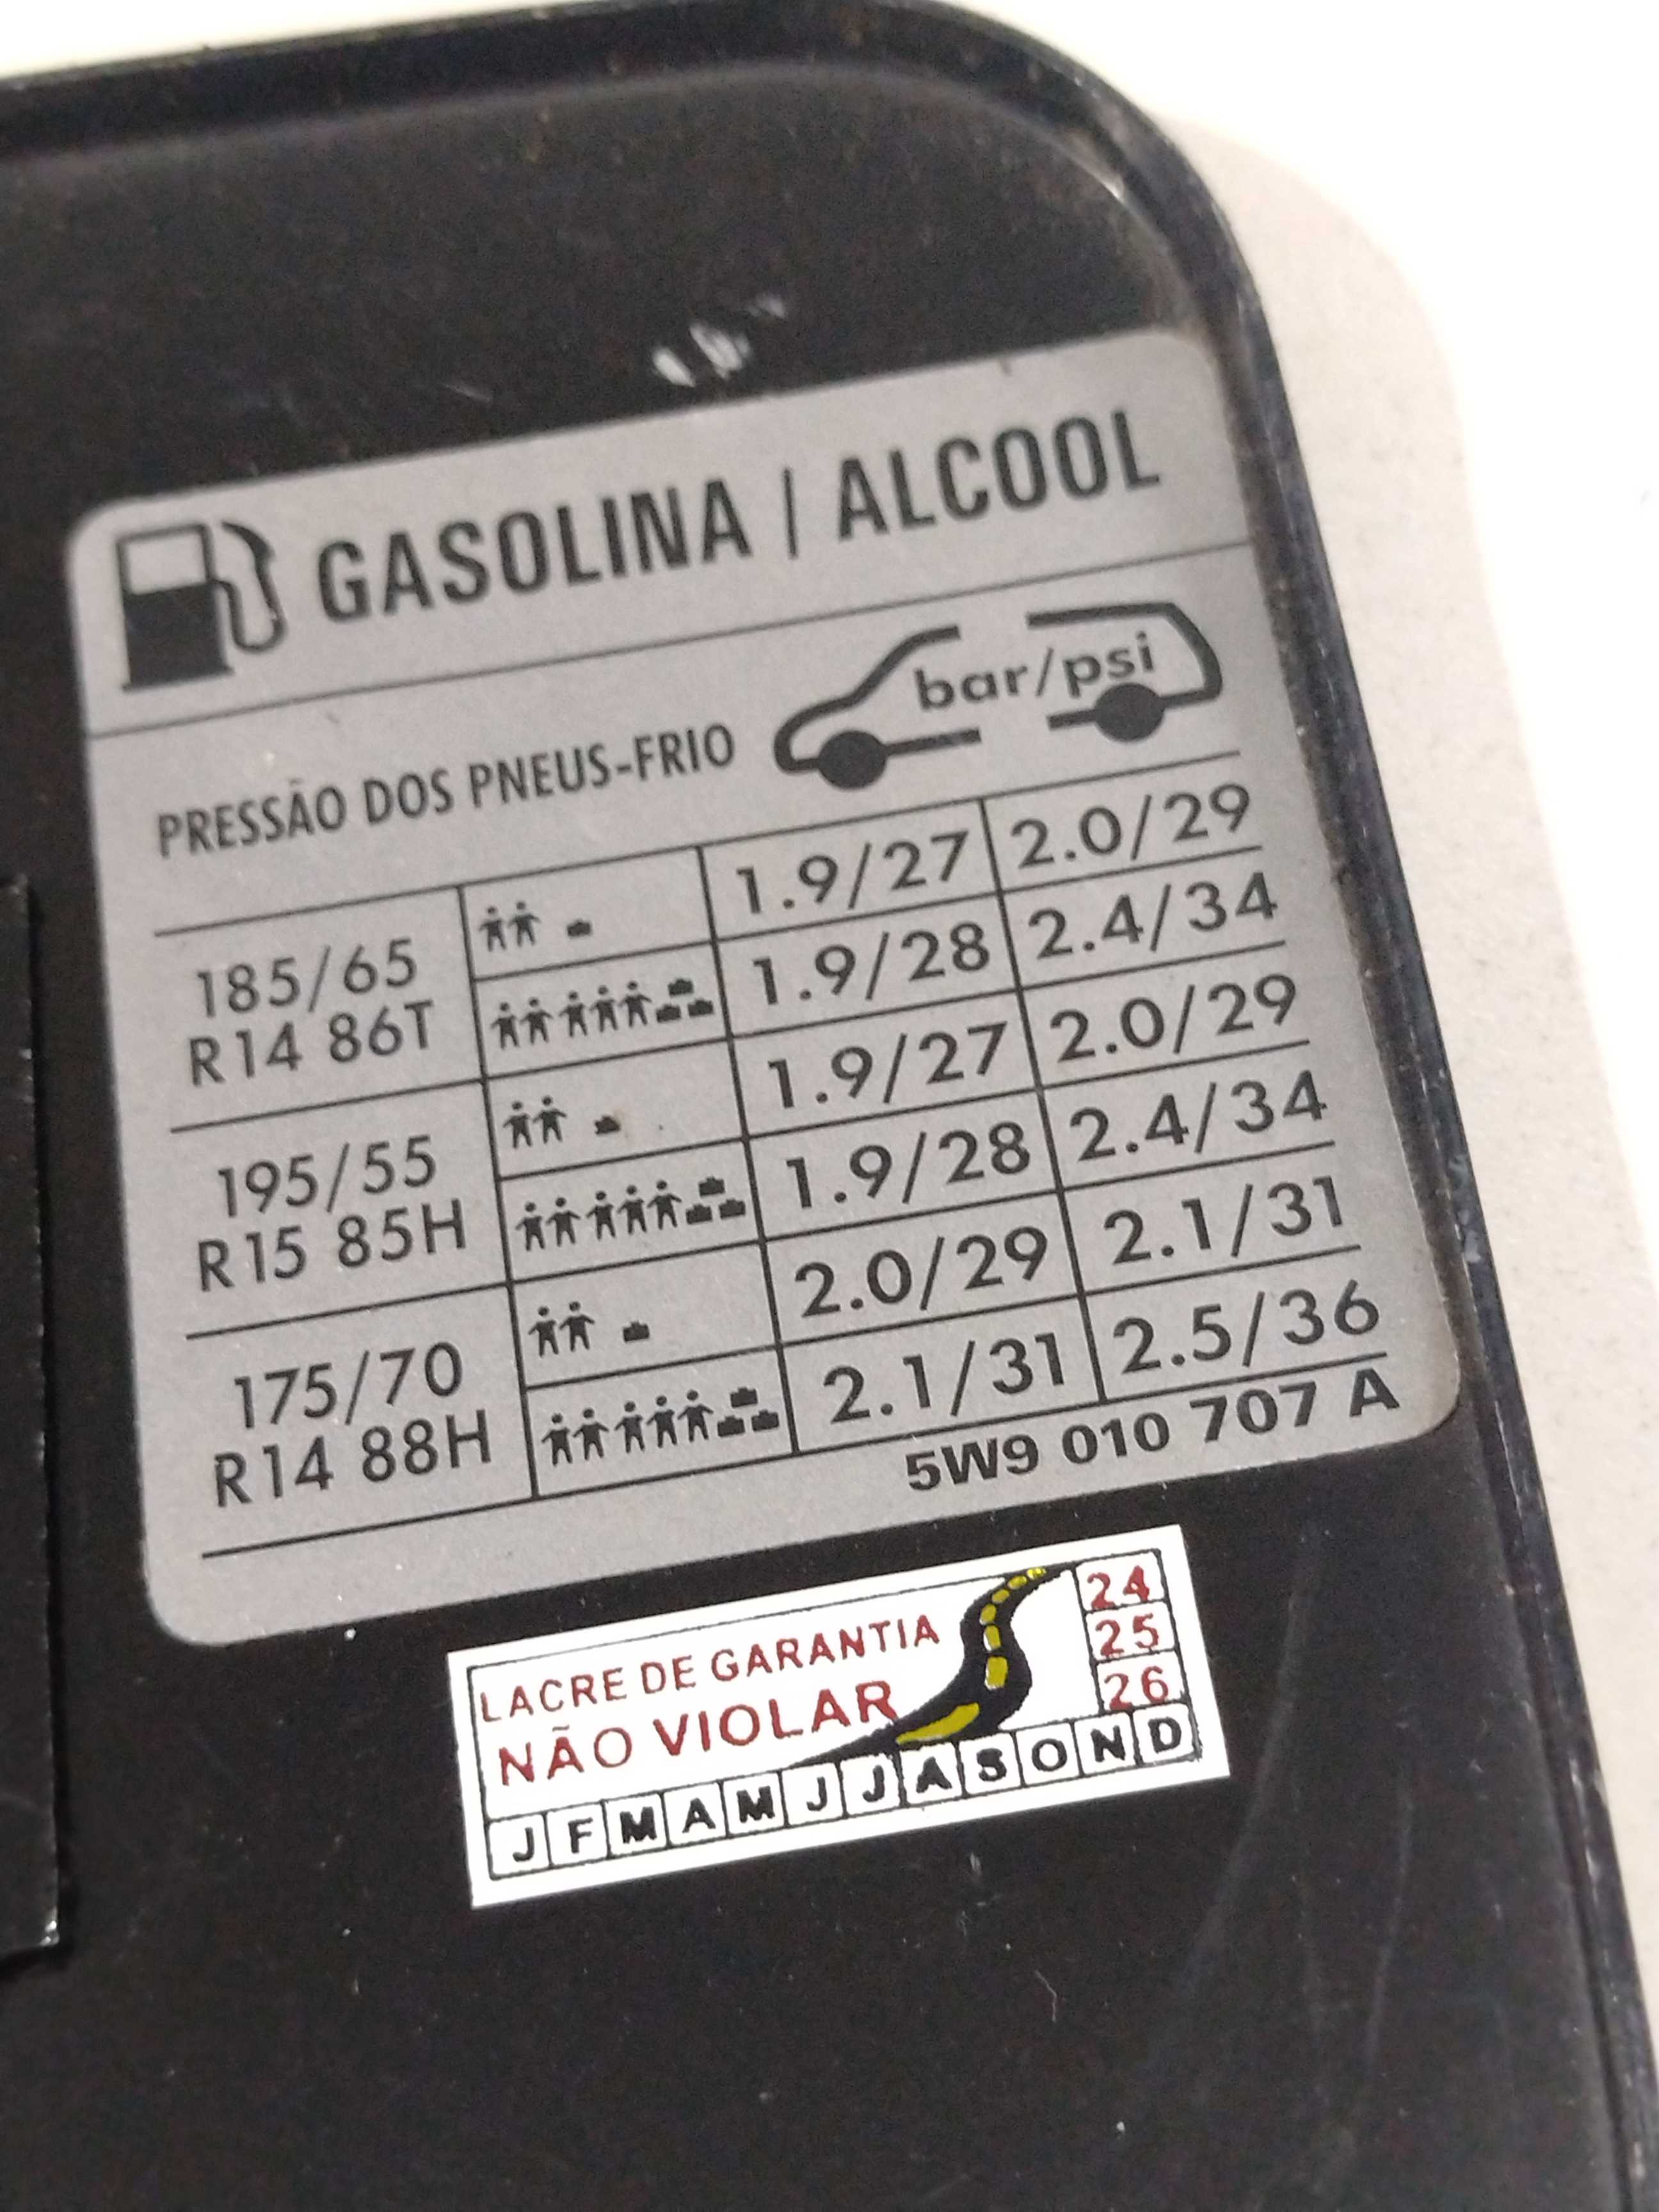 GASOLINA / ALCOOL
PRESSÃO DOS PNEUS-FRIO bar/psi
185/65 R14 86T
1.9/27 2.0/29
1.9/28 2.4/34
195/55 R15 85H
1.9/27 2.0/29
1.9/28 2.4/34
175/70 R14 88H
2.0/29 2.1/31
2.1/31 2.5/36
5W9 010 707 A
LACRE DE GARANTIA
NÃO VIOLAR
24
25
26
J F M A M J J A S O N D